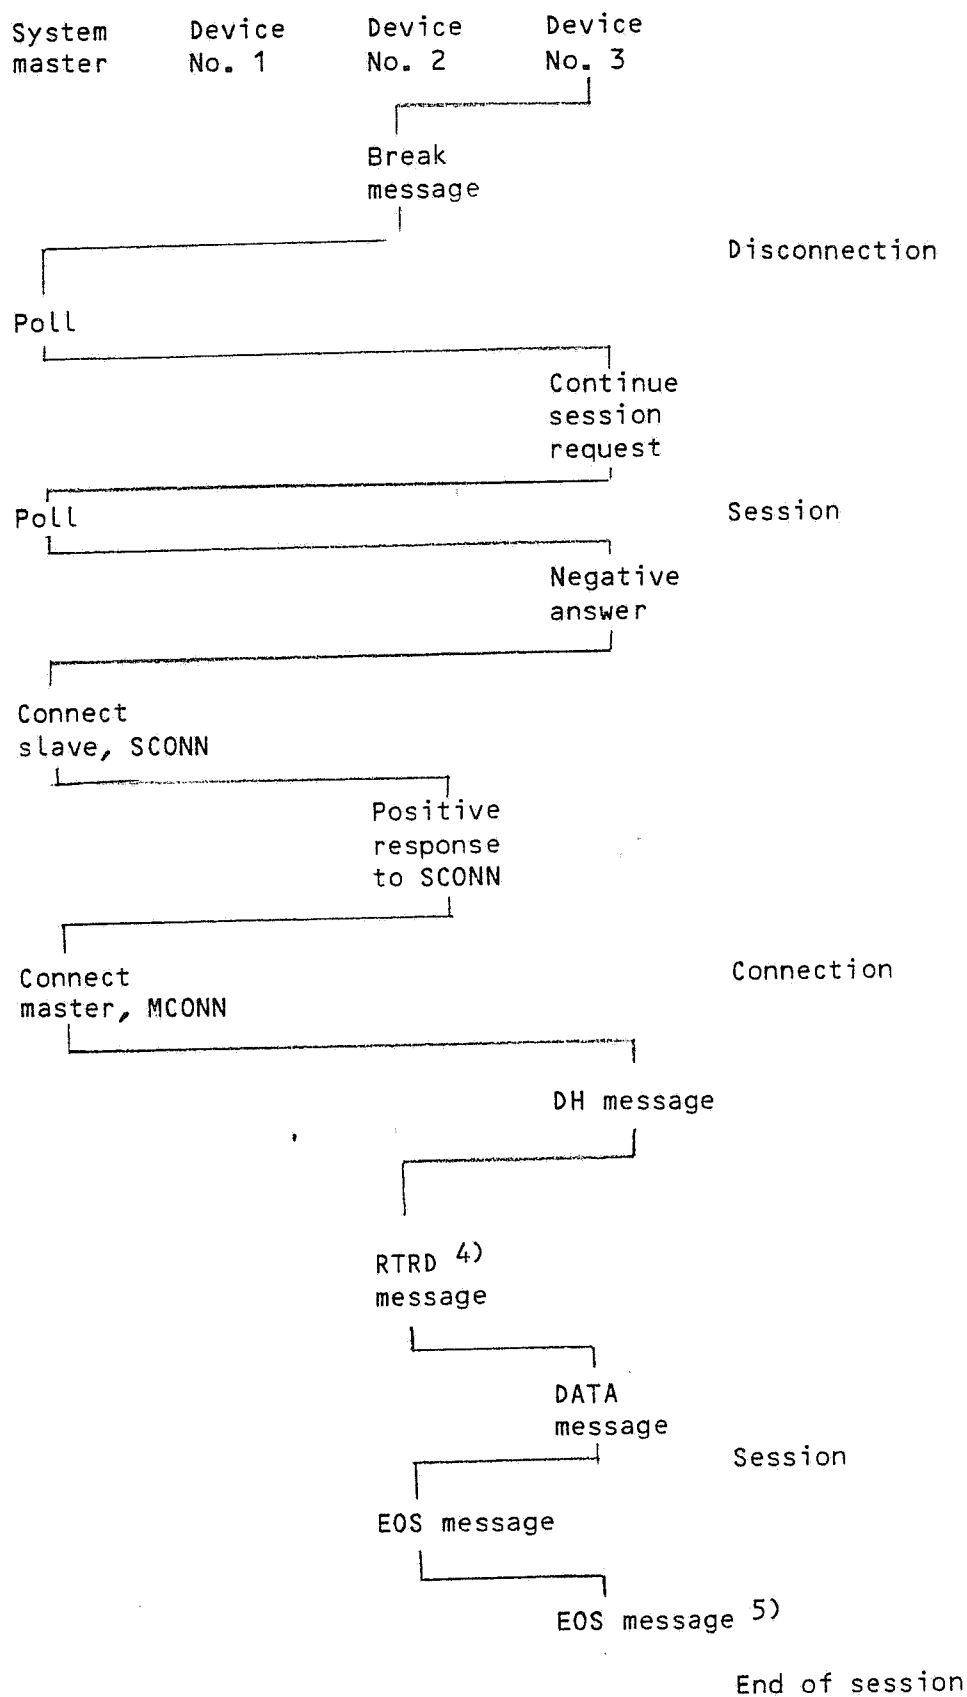 System Device Device Device
master No. 1 No. 2 No. 3
Break
message
Disconnection
Poll
Continue
session
request
Poll
Session
Negative
answer
Connect
slave, SCONN
Positive
response
to SCONN
Connect
master, MCONN
Connection
DH message
RTRD 4)
message
DATA
message
Session
EOS message
EOS message 5)
End of session